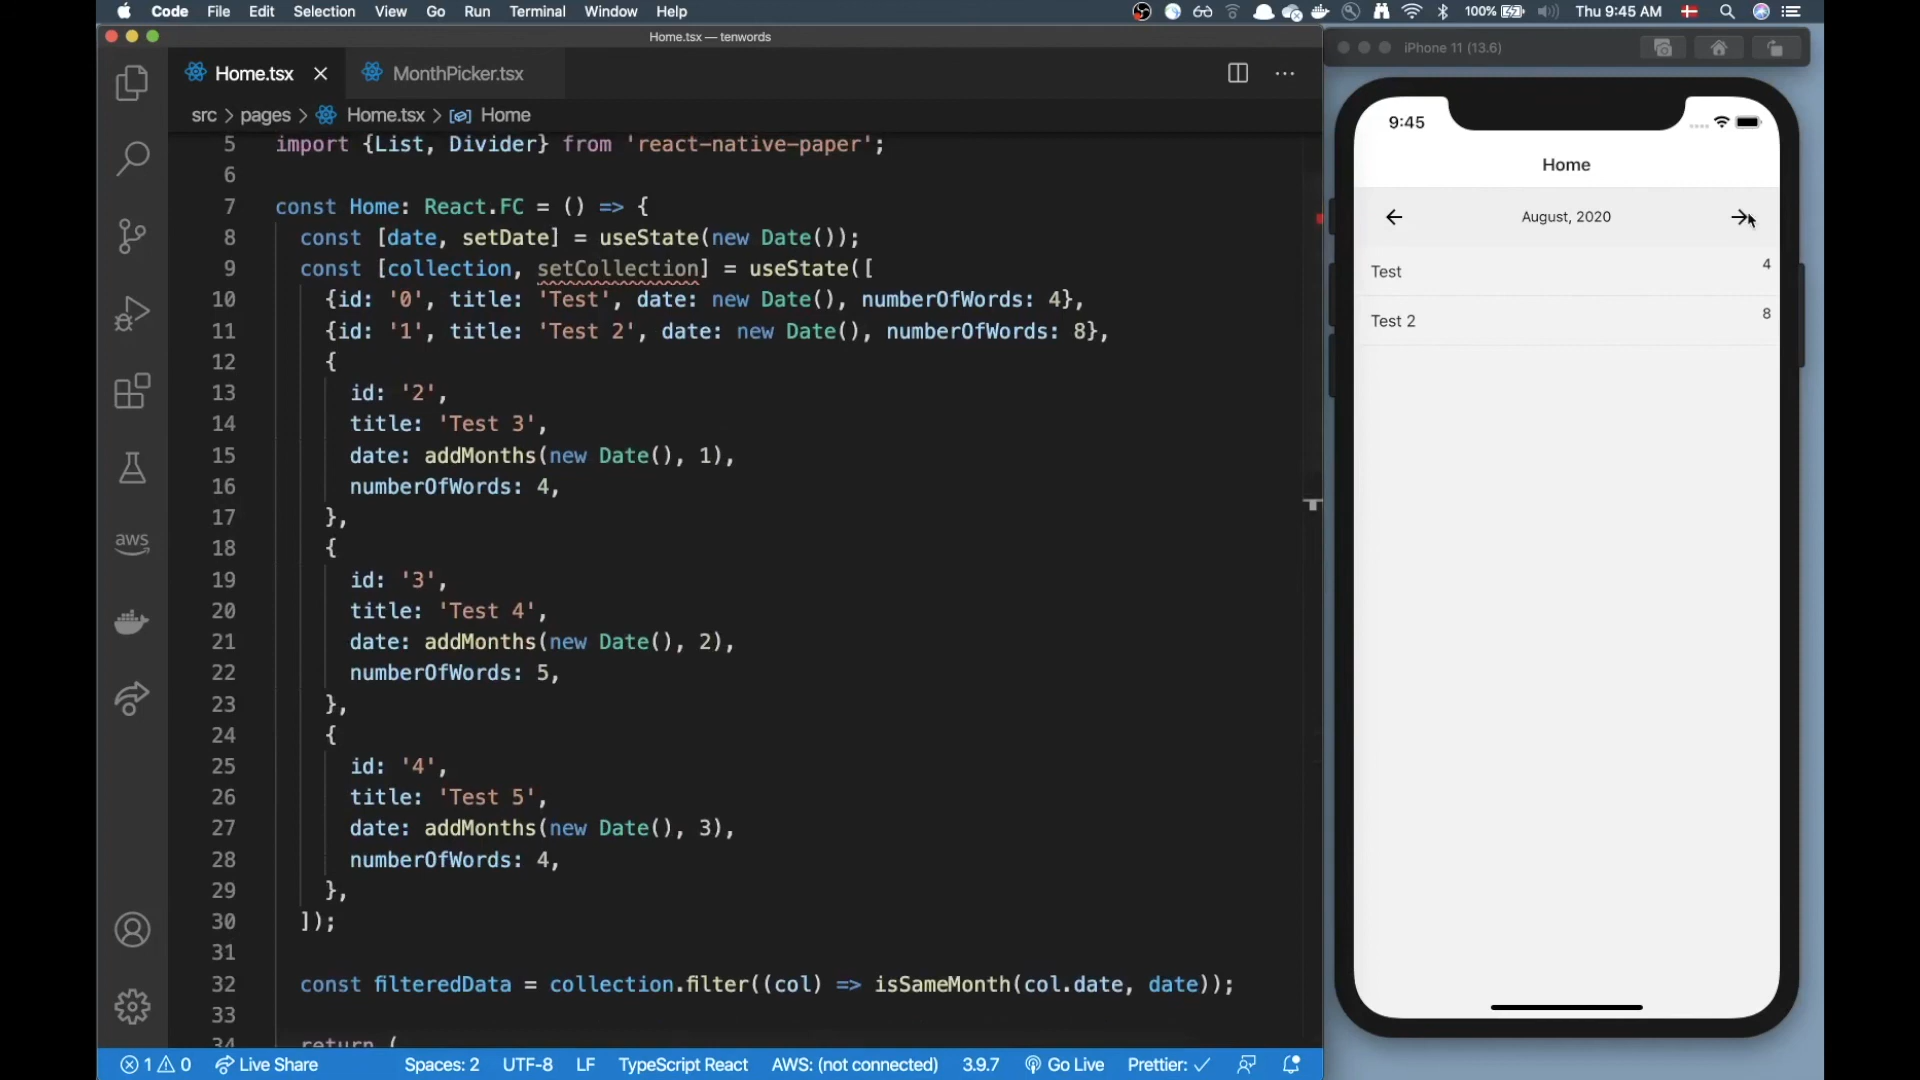 Code File Edit Selection View Go Run Terminal Window Help 100% Thu 9:45 AM
Home.tsx — tenwords
Home.tsx MonthPicker.tsx
src > pages > Home.tsx > Home
5 import {List, Divider} from 'react-native-paper';
6
7 const Home: React.FC = () => {
8 const [date, setDate] = useState(new Date());
9 const [collection, setCollection] = useState([
10 {id: '0', title: 'Test', date: new Date(), numberOfWords: 4},
11 {id: '1', title: 'Test 2', date: new Date(), numberOfWords: 8},
12 {
13 id: '2',
14 title: 'Test 3',
15 date: addMonths(new Date(), 1),
16 numberOfWords: 4,
17 },
18 {
19 id: '3',
20 title: 'Test 4',
21 date: addMonths(new Date(), 2),
22 numberOfWords: 5,
23 },
24 {
25 id: '4',
26 title: 'Test 5',
27 date: addMonths(new Date(), 3),
28 numberOfWords: 4,
29 },
30 ]);
31
32 const filteredData = collection.filter((col) => isSameMonth(col.date, date));
33
34 return (
aws
1 0 Live Share Spaces: 2 UTF-8 LF TypeScript React AWS: (not connected) 3.9.7 Go Live Prettier: ✓
iPhone 11 (13.6)
9:45
Home
August, 2020
Test 4
Test 2 8